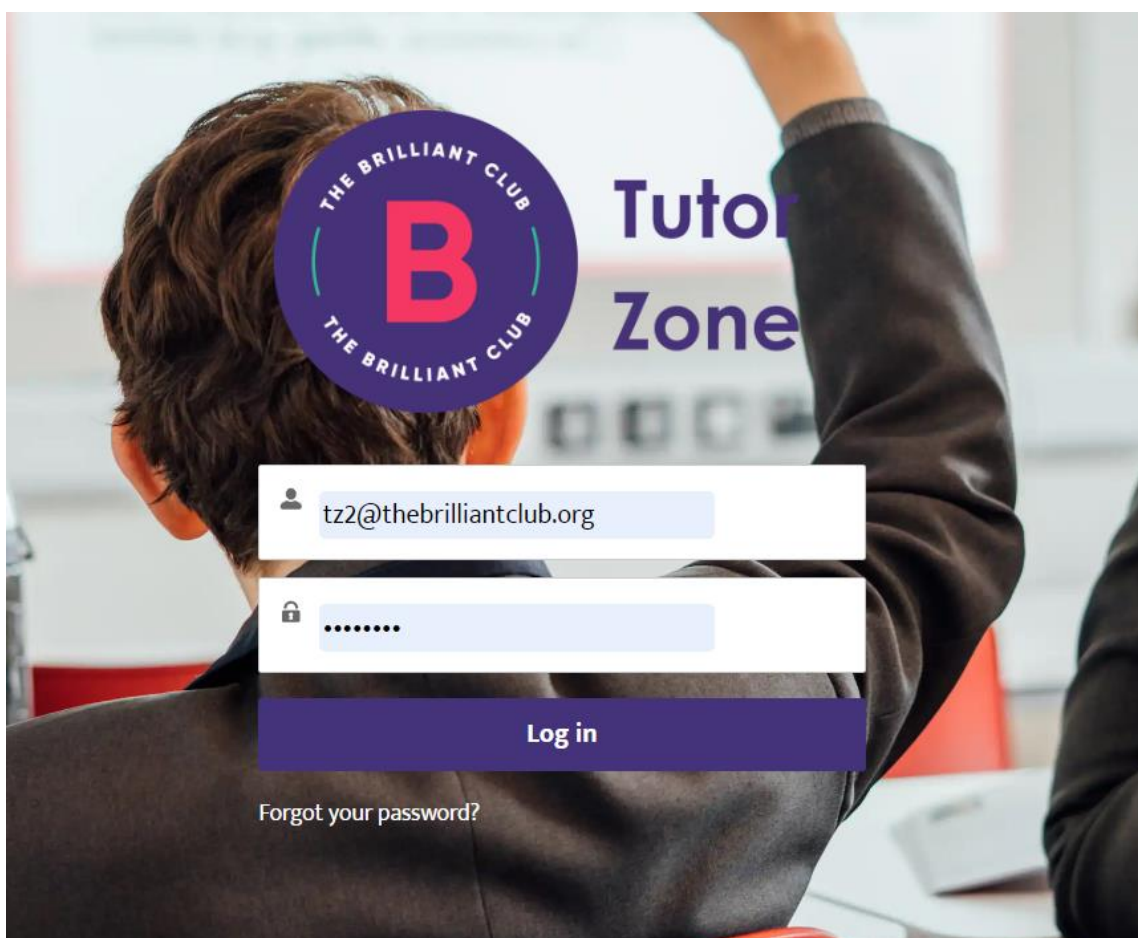 THE BRILLIANT CLUB
B
THE BRILLIANT CLUB
Tutor
Zone
tz2@thebrilliantclub.org
••••••••
Log in
Forgot your password?